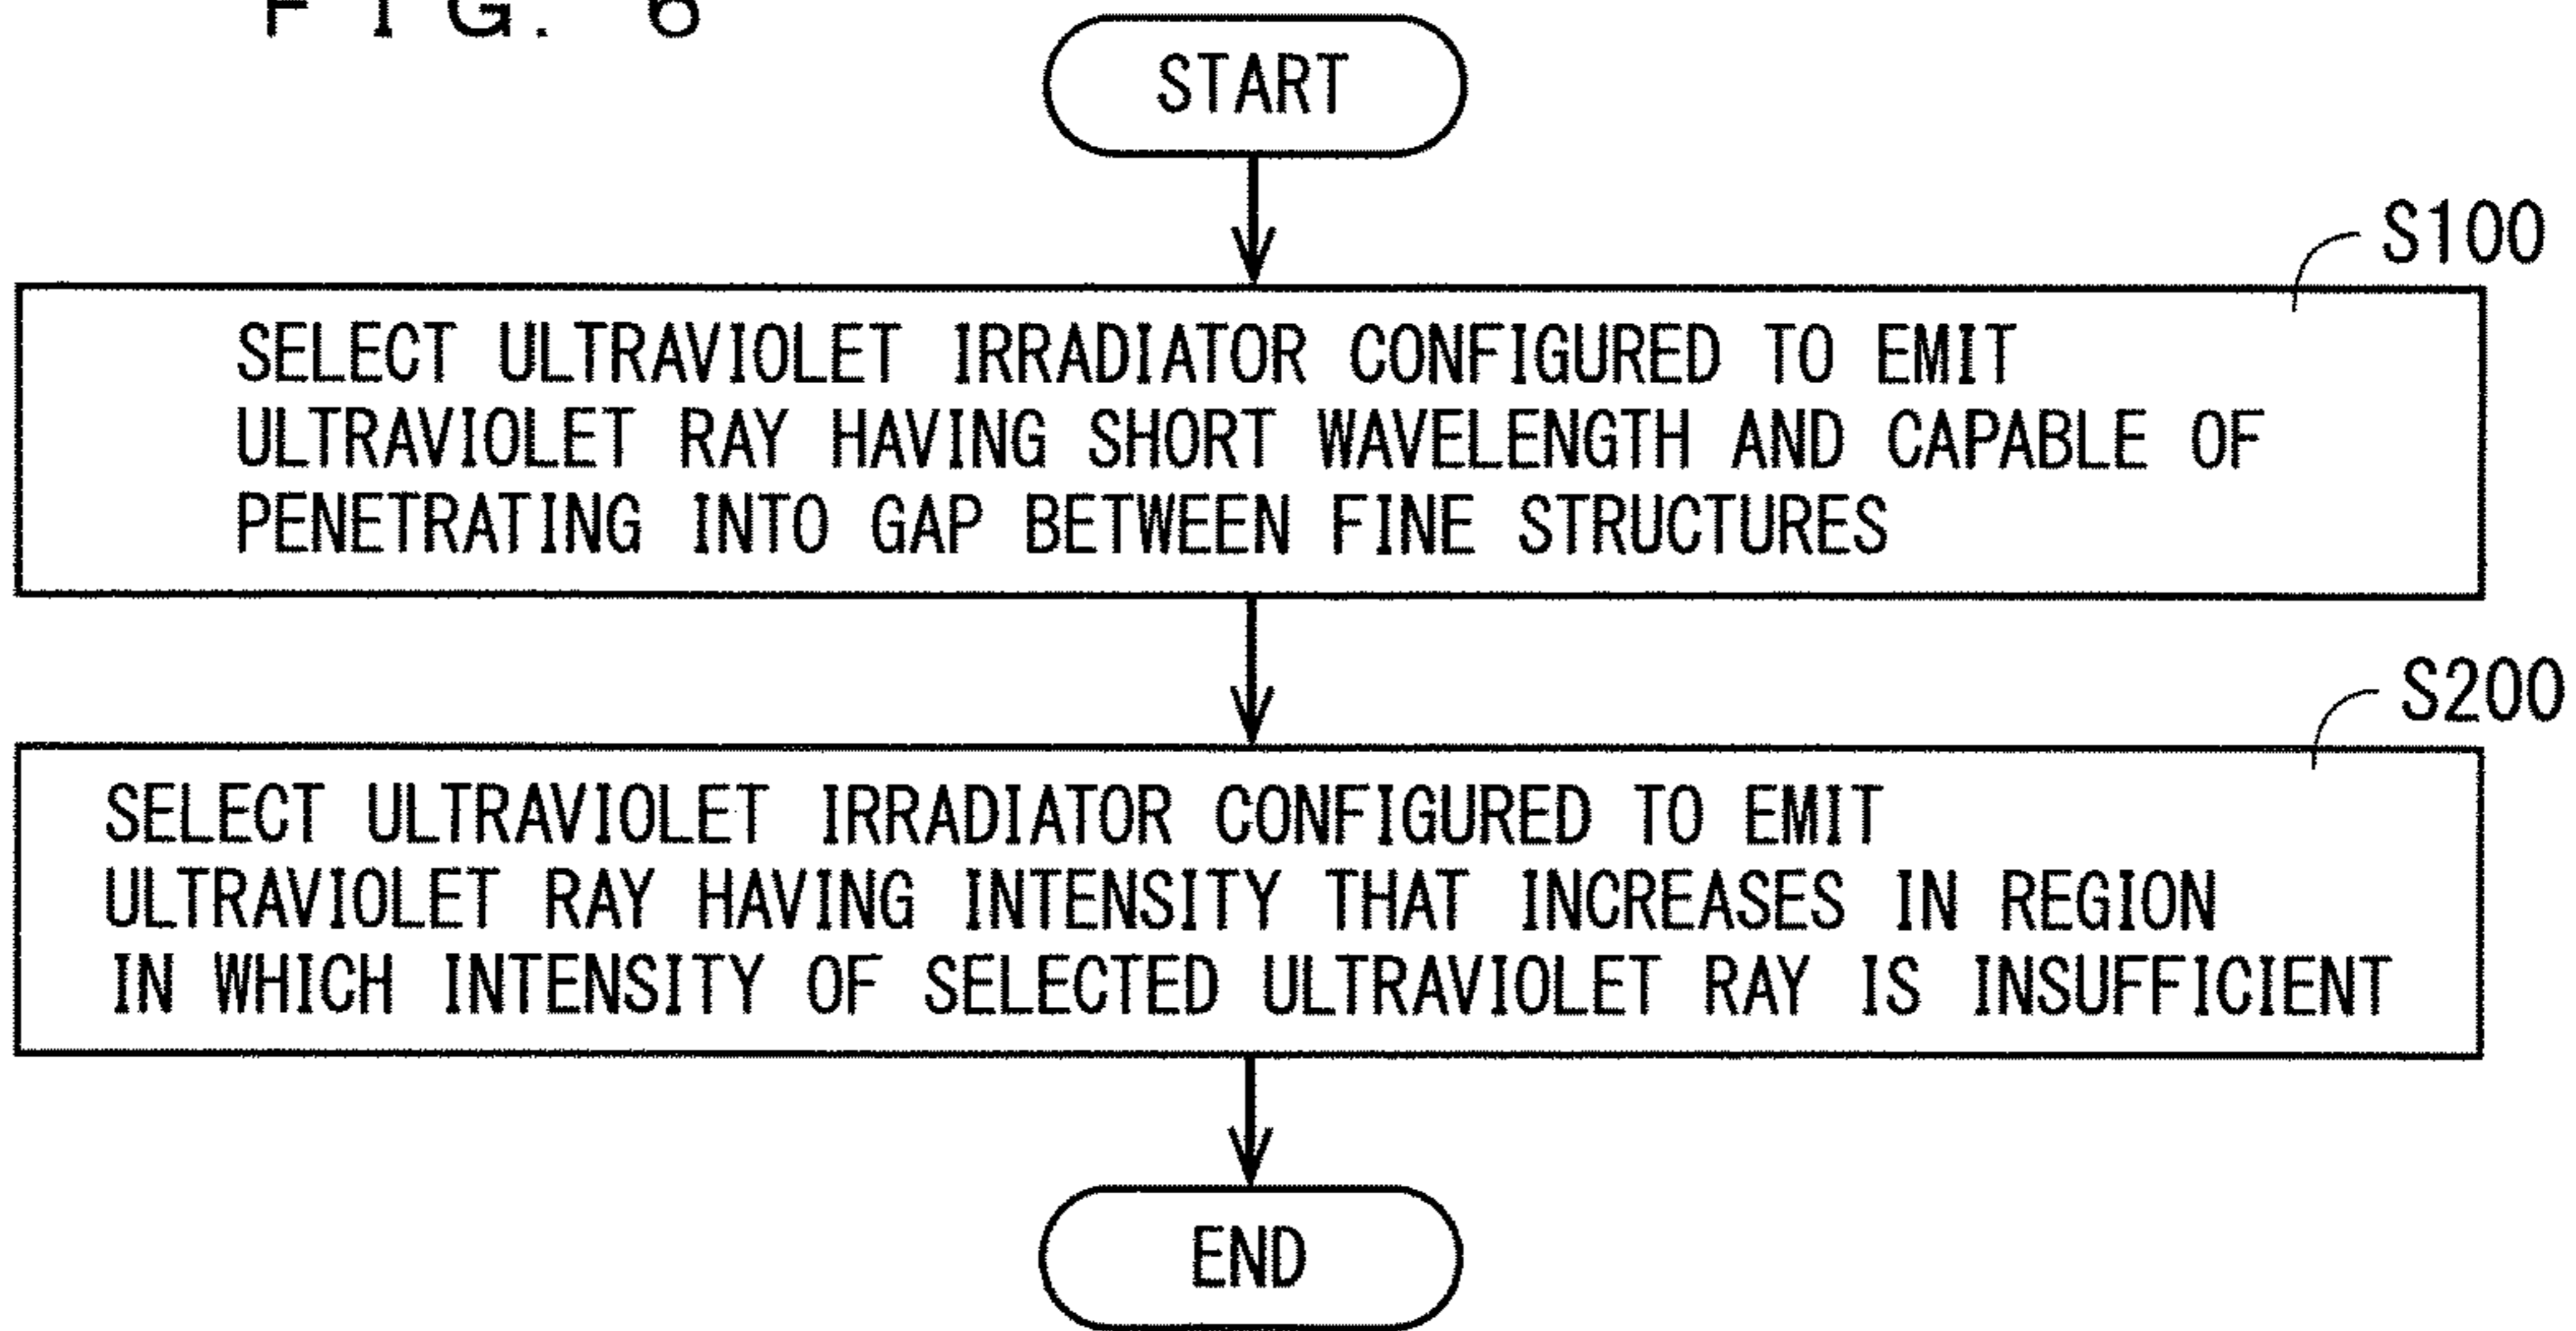 FIG. 6
START
S100
SELECT ULTRAVIOLET IRRADIATOR CONFIGURED TO EMIT
ULTRAVIOLET RAY HAVING SHORT WAVELENGTH AND CAPABLE OF
PENETRATING INTO GAP BETWEEN FINE STRUCTURES
S200
SELECT ULTRAVIOLET IRRADIATOR CONFIGURED TO EMIT
ULTRAVIOLET RAY HAVING INTENSITY THAT INCREASES IN REGION
IN WHICH INTENSITY OF SELECTED ULTRAVIOLET RAY IS INSUFFICIENT
END